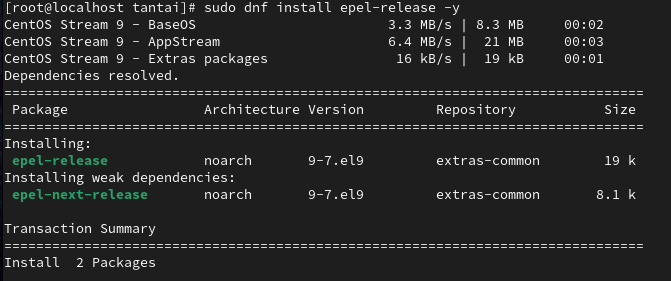 [root@localhost tantai]# sudo dnf install epel-release -y
CentOS Stream 9 - BaseOS                        3.3 MB/s | 8.3 MB     00:02
CentOS Stream 9 - AppStream                     6.4 MB/s |  21 MB     00:03
CentOS Stream 9 - Extras packages                16 kB/s |  19 kB     00:01
Dependencies resolved.
================================================================================
 Package                 Architecture Version         Repository           Size
================================================================================
Installing:
 epel-release            noarch       9-7.el9         extras-common        19 k
Installing weak dependencies:
 epel-next-release       noarch       9-7.el9         extras-common       8.1 k

Transaction Summary
================================================================================
Install  2 Packages